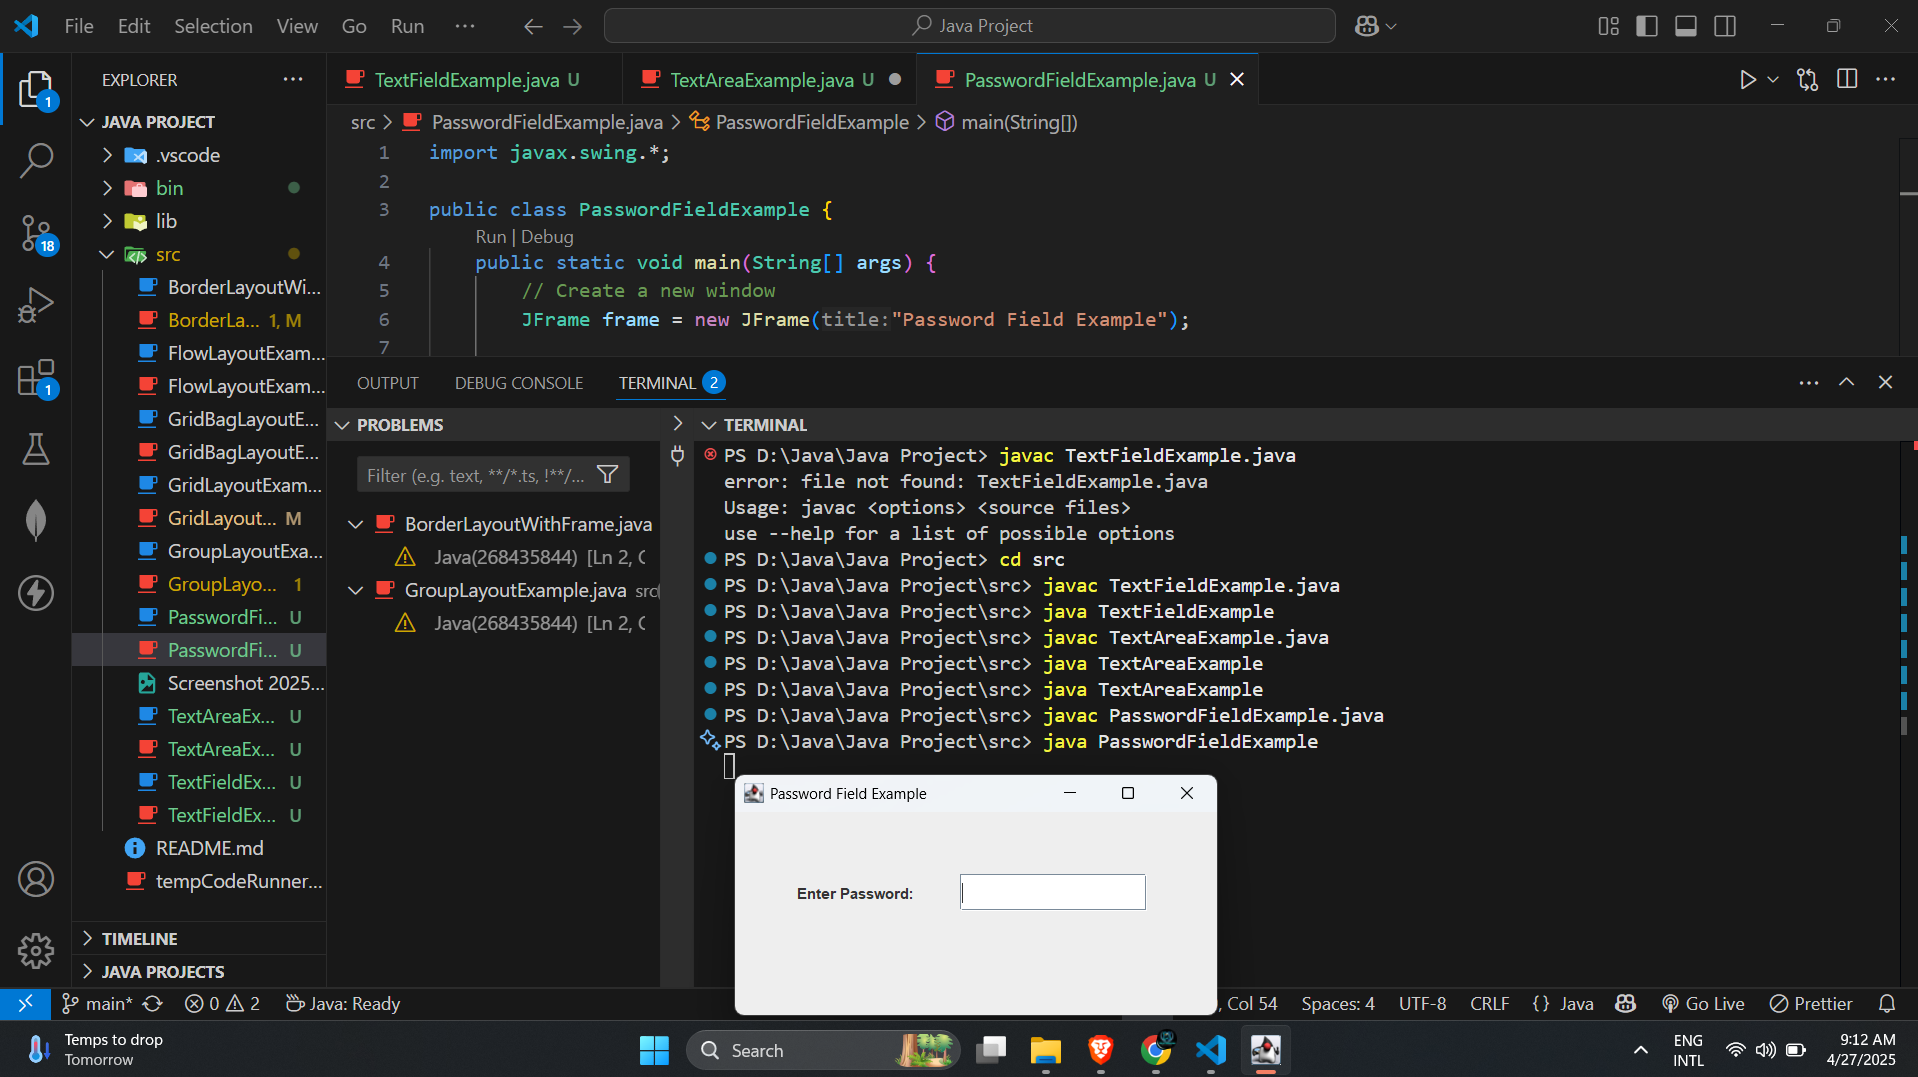 File Edit Selection View Go Run ···
Java Project
EXPLORER
JAVA PROJECT
.vscode
bin
lib
src
BorderLayoutWi...
BorderLa... 1, M
FlowLayoutExam...
FlowLayoutExam...
GridBagLayoutE...
GridBagLayoutE...
GridLayoutExam...
GridLayout... M
GroupLayoutExa...
GroupLayo... 1
PasswordFi... U
PasswordFi... U
Screenshot 2025...
TextAreaEx... U
TextAreaEx... U
TextFieldEx... U
TextFieldEx... U
README.md
tempCodeRunner...
TIMELINE
JAVA PROJECTS
1
18
1
TextFieldExample.java U
TextAreaExample.java U
PasswordFieldExample.java U
src > PasswordFieldExample.java > PasswordFieldExample > main(String[])
1 import javax.swing.*;
2
3 public class PasswordFieldExample {
Run | Debug
4 public static void main(String[] args) {
5 // Create a new window
6 JFrame frame = new JFrame(title:"Password Field Example");
7
OUTPUT DEBUG CONSOLE TERMINAL 2
PROBLEMS
Filter (e.g. text, **/*.ts, !**/...
BorderLayoutWithFrame.java
Java(268435844) [Ln 2, C
GroupLayoutExample.java src(
Java(268435844) [Ln 2, C
TERMINAL
PS D:\Java\Java Project> javac TextFieldExample.java
error: file not found: TextFieldExample.java
Usage: javac <options> <source files>
use --help for a list of possible options
PS D:\Java\Java Project> cd src
PS D:\Java\Java Project\src> javac TextFieldExample.java
PS D:\Java\Java Project\src> java TextFieldExample
PS D:\Java\Java Project\src> javac TextAreaExample.java
PS D:\Java\Java Project\src> java TextAreaExample
PS D:\Java\Java Project\src> java TextAreaExample
PS D:\Java\Java Project\src> javac PasswordFieldExample.java
PS D:\Java\Java Project\src> java PasswordFieldExample
Password Field Example
Enter Password:
main* 0 2 Java: Ready , Col 54 Spaces: 4 UTF-8 CRLF {} Java Go Live Prettier
Temps to drop
Tomorrow
Search
ENG
INTL
9:12 AM
4/27/2025